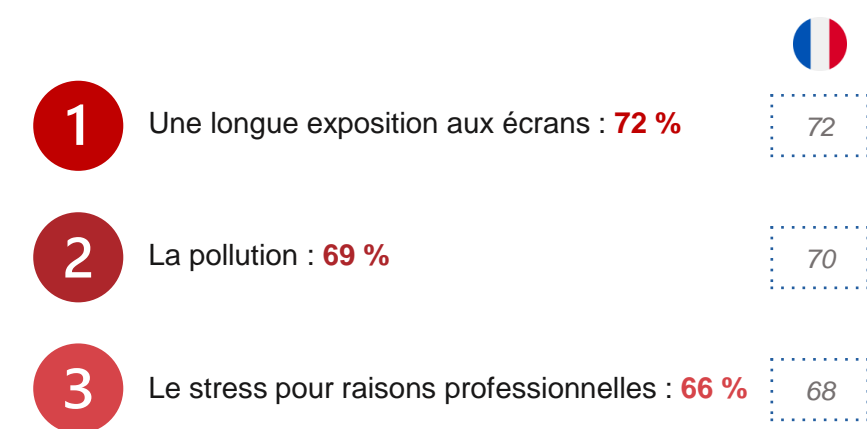 1 Une longue exposition aux écrans : 72 % 72
2 La pollution : 69 % 70
3 Le stress pour raisons professionnelles : 66 % 68